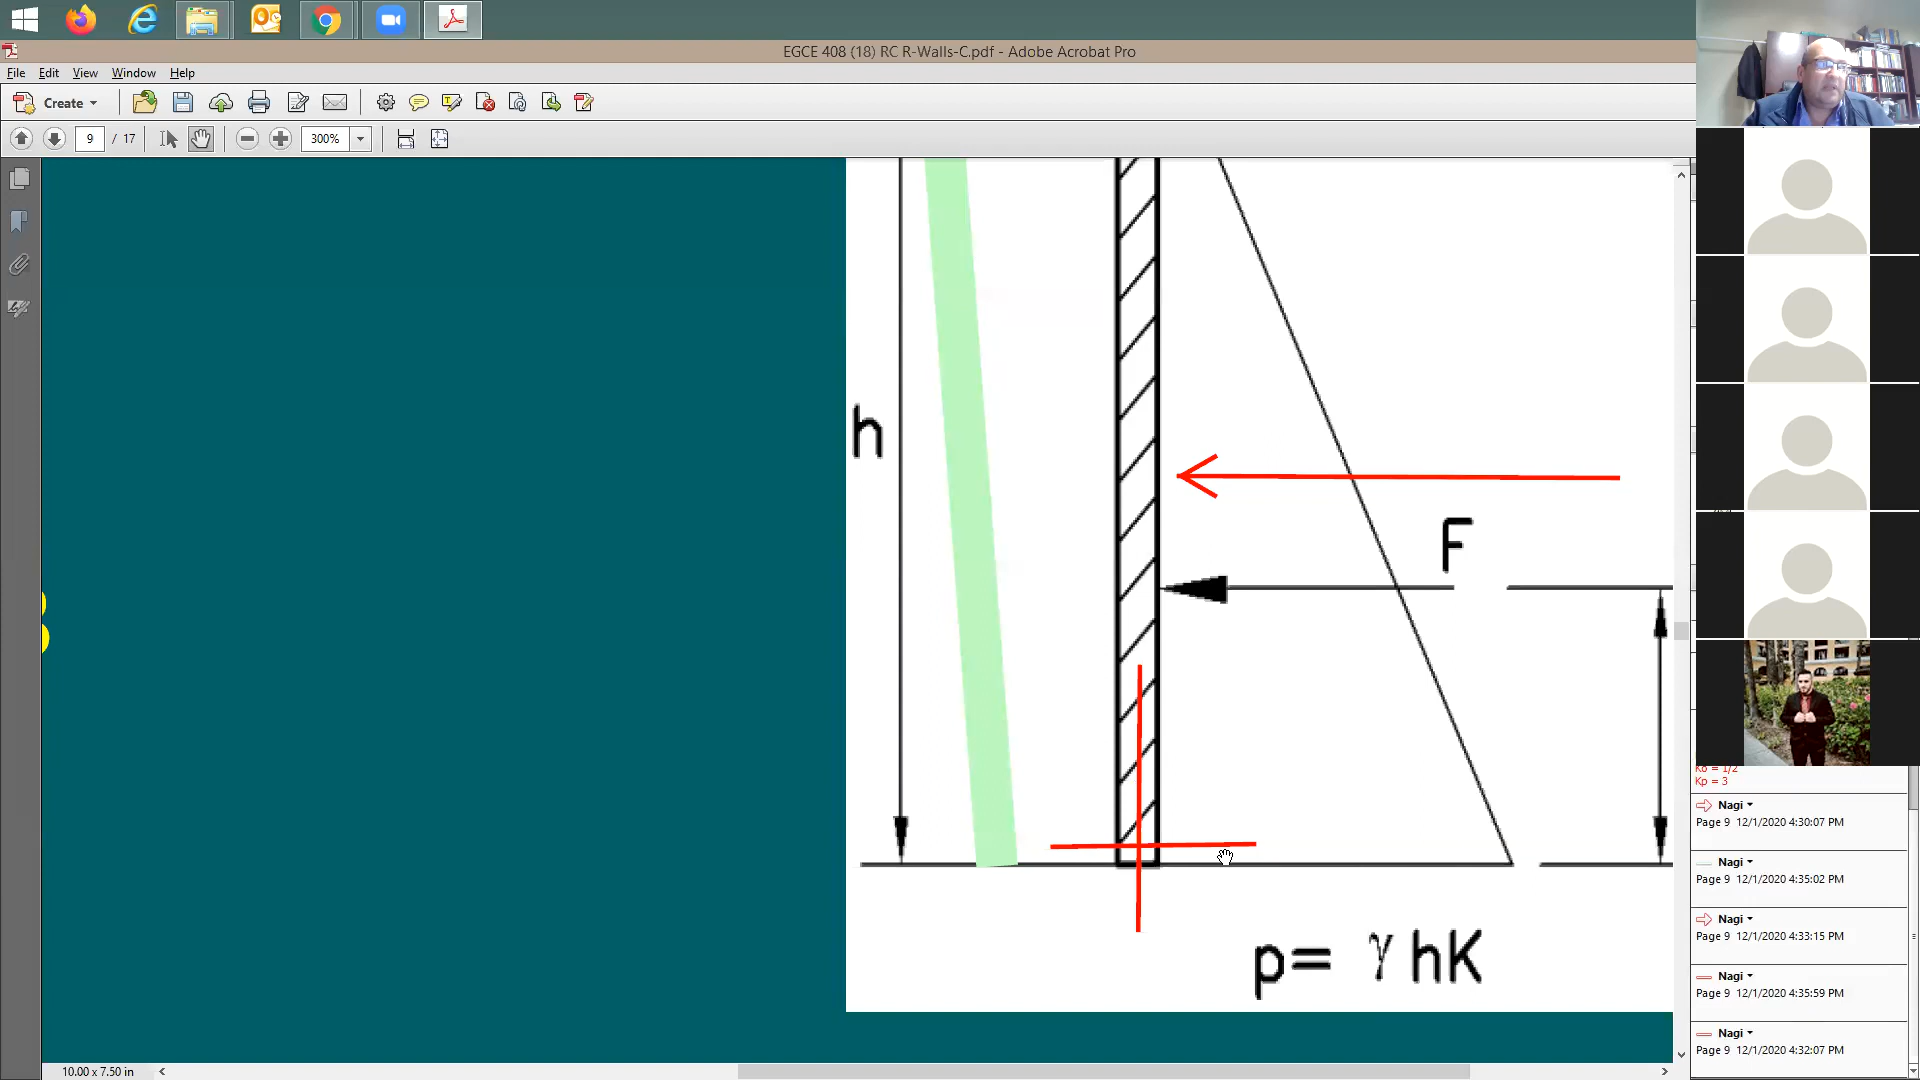 EGCE 408 (18) RC R-Walls-C.pdf - Adobe Acrobat Pro
File Edit View Window Help
Create
9 / 17 300%
h
F
p= γ hK
Ko = 1/2
Kp = 3
Nagi
Page 9 12/1/2020 4:30:07 PM
Nagi
Page 9 12/1/2020 4:35:02 PM
Nagi
Page 9 12/1/2020 4:33:15 PM
Nagi
Page 9 12/1/2020 4:35:59 PM
Nagi
Page 9 12/1/2020 4:32:07 PM
10.00 x 7.50 in